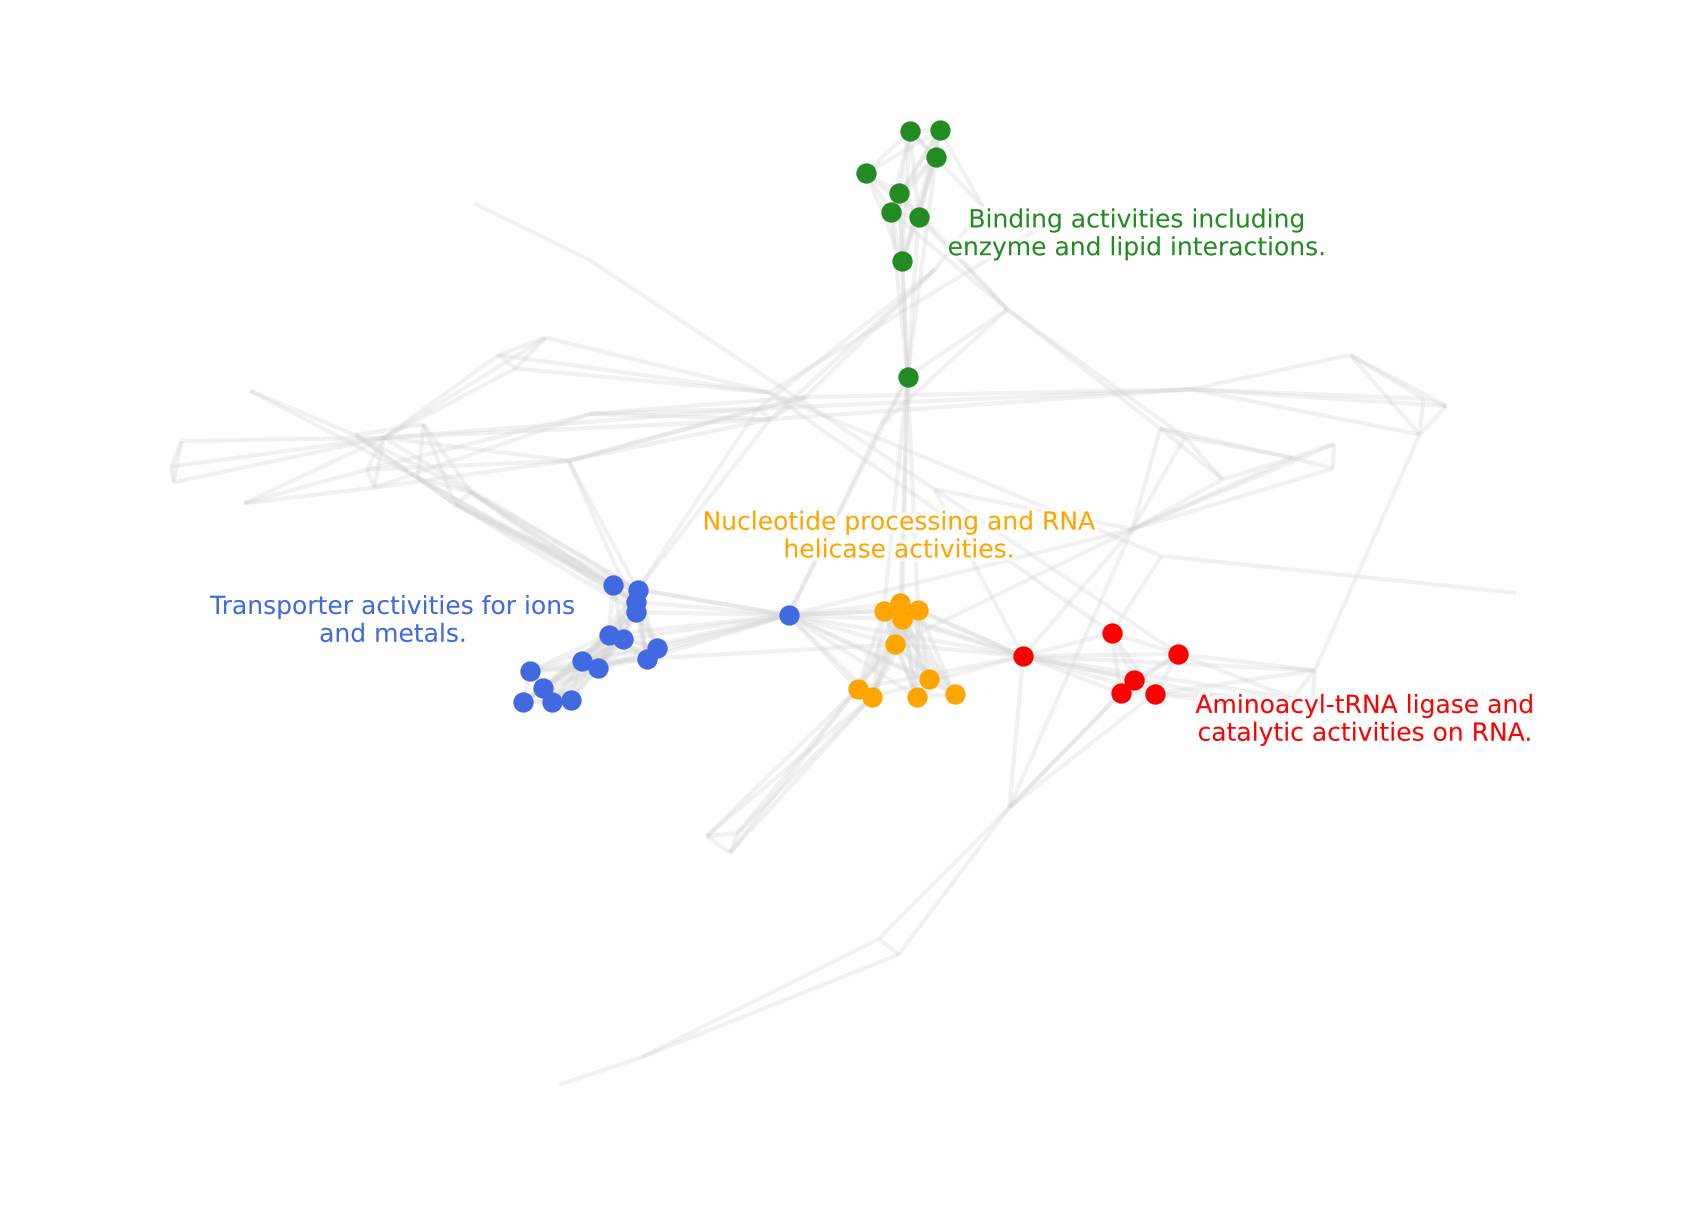 Binding activities including
enzyme and lipid interactions.
Nucleotide processing and RNA
helicase activities.
Transporter activities for ions
and metals.
Aminoacyl-tRNA ligase and
catalytic activities on RNA.